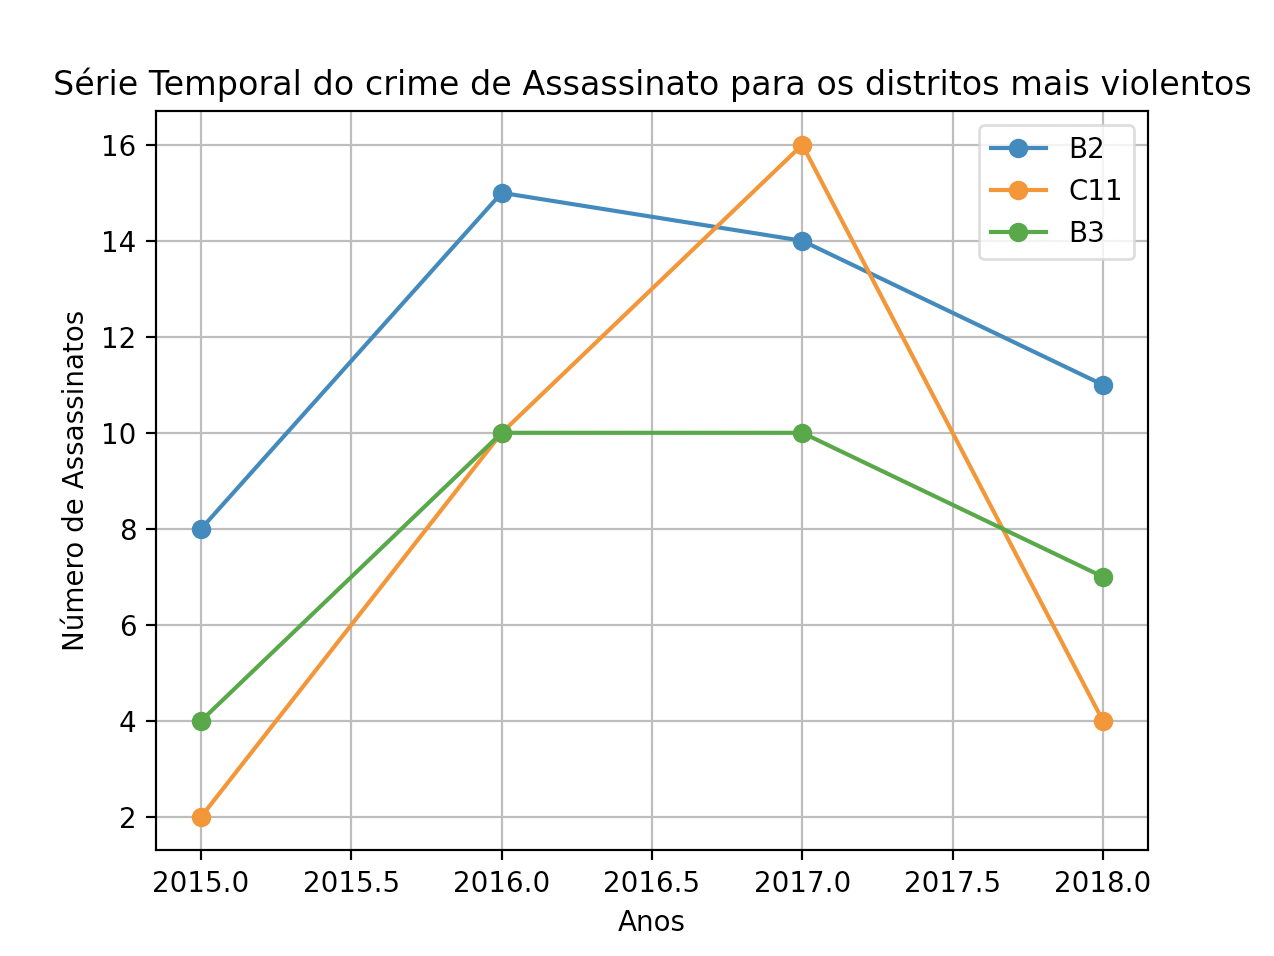 Série Temporal do crime de Assassinato para os distritos mais violentos
B2
C11
B3
Número de Assassinatos
16
14
12
10
8
6
4
2
2015.0 2015.5 2016.0 2016.5 2017.0 2017.5 2018.0
Anos